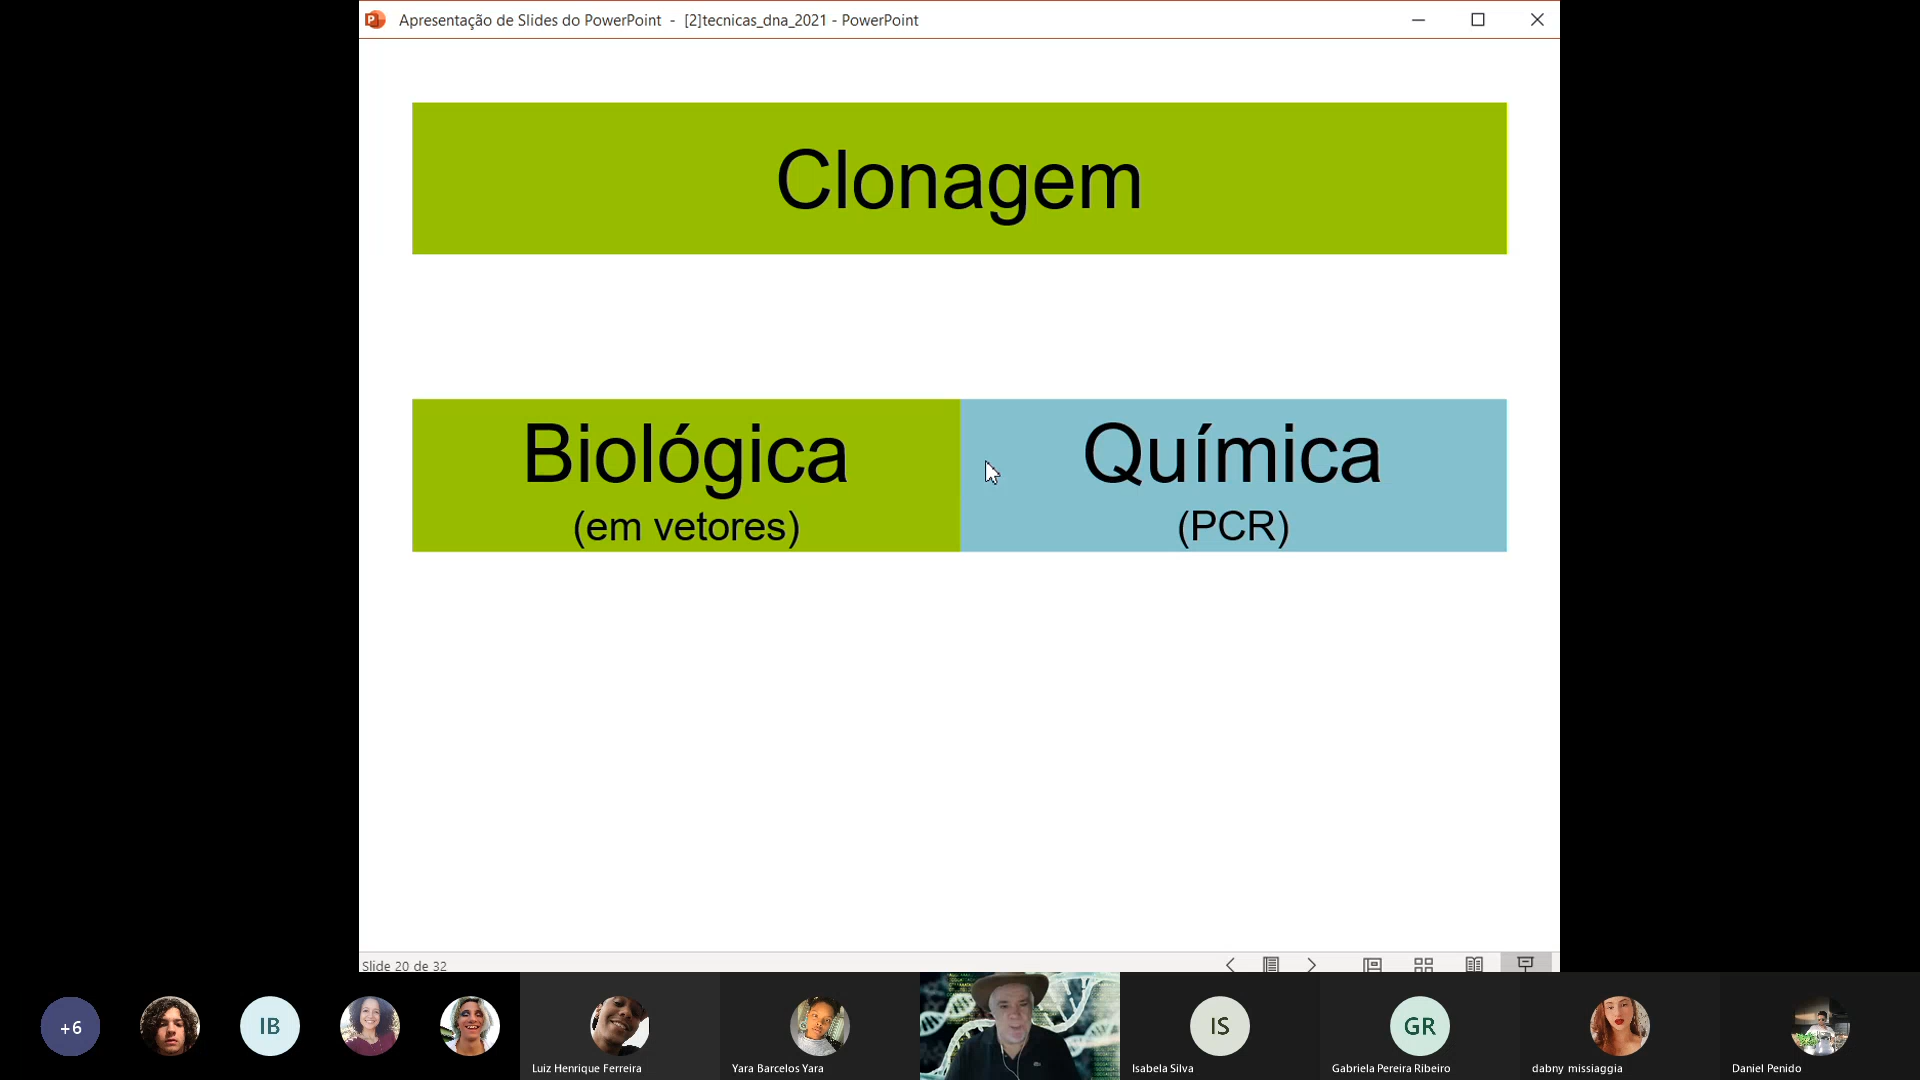 Apresentação de Slides do PowerPoint - [2]tecnicas_dna_2021 - PowerPoint
Clonagem
Biológica
(em vetores)
Química
(PCR)
Slide 20 de 32
+6
IB
IS
GR
Luiz Henrique Ferreira
Yara Barcelos Yara
Isabela Silva
Gabriela Pereira Ribeiro
dabny missiaggia
Daniel Penido